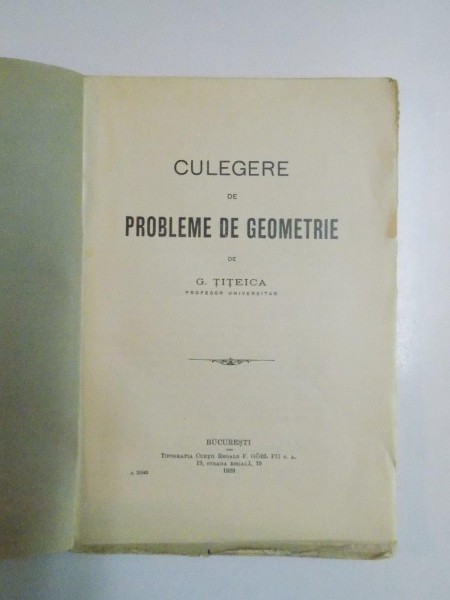 CULEGERE
DE
PROBLEME DE GEOMETRIE
DE
G. ȚIȚEICA
PROFESOR UNIVERSITAR
BUCUREȘTI
TIPOGRAFIA CURȚII REGALE F. GÖBL FII S. A.
19, STRADA REGALĂ, 19